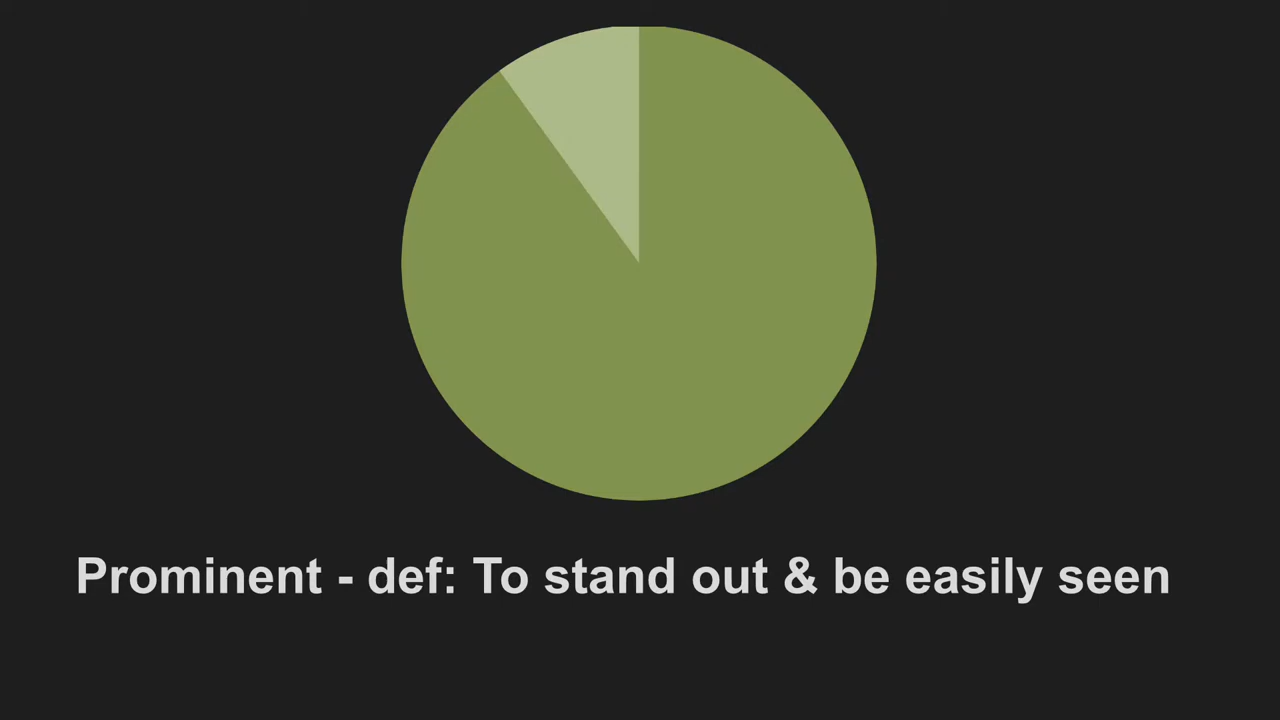 Prominent - def: To stand out & be easily seen